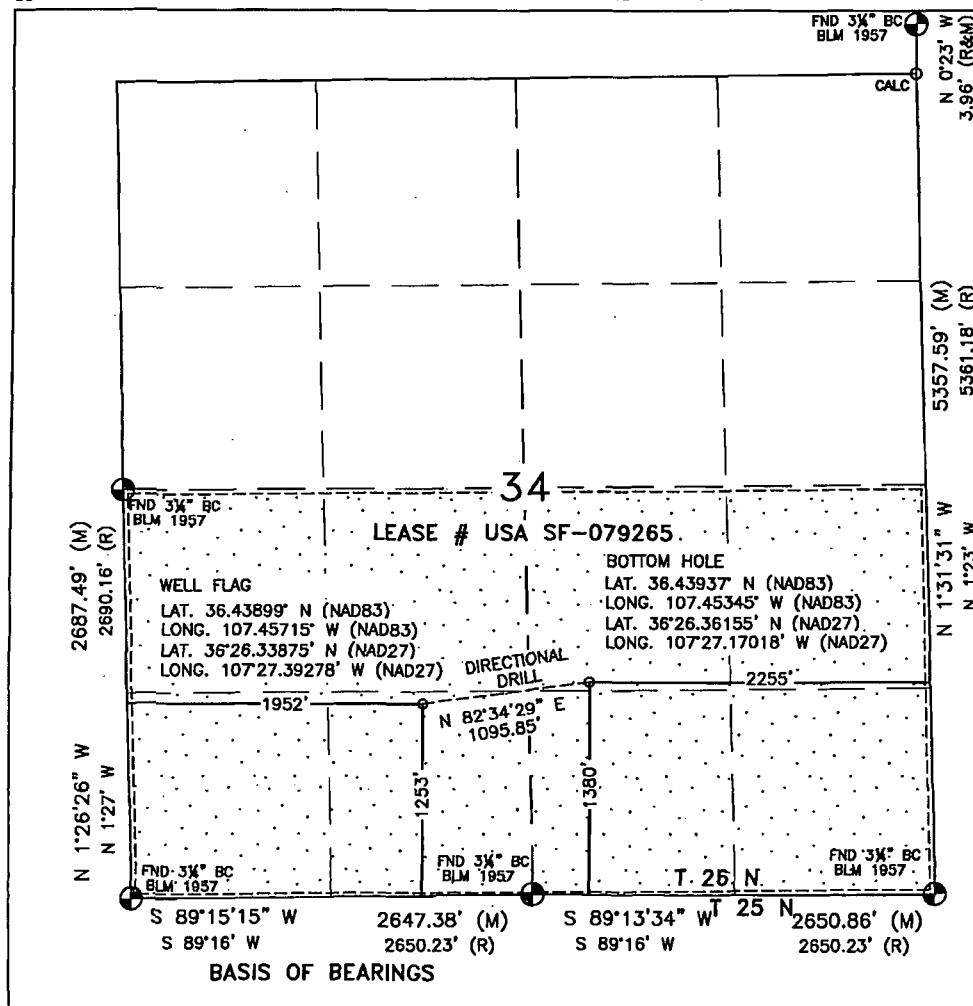 FND 3¼" BC
BLM 1957
N 0°23' W
3.96' (R&M)
CALC
5357.59' (M)
5361.18' (R)
34
FND 3¼" BC
BLM 1957
LEASE # USA SF-079265
2687.49' (M)
2690.16' (R)
WELL FLAG
LAT. 36.43899° N (NAD83)
LONG. 107.45715° W (NAD83)
LAT. 36°26.33875' N (NAD27)
LONG. 107°27.39278' W (NAD27)
BOTTOM HOLE
LAT. 36.43937° N (NAD83)
LONG. 107.45345° W (NAD83)
LAT. 36°26.36155' N (NAD27)
LONG. 107°27.17018' W (NAD27)
N 1°31'31" W
N 1°23' W
DIRECTIONAL
DRILL
1952'
2255'
N 82°34'29" E
1095.85'
1253'
1380'
N 1°26'26" W
N 1°27' W
FND 3¼" BC
BLM 1957
FND 3¼" BC
BLM 1957
FND 3¼" BC
BLM 1957
T 26 N
T 25 N
S 89°15'15" W
2647.38' (M)
S 89°13'34" W
2650.86' (M)
S 89°16' W
2650.23' (R)
S 89°16' W
2650.23' (R)
BASIS OF BEARINGS